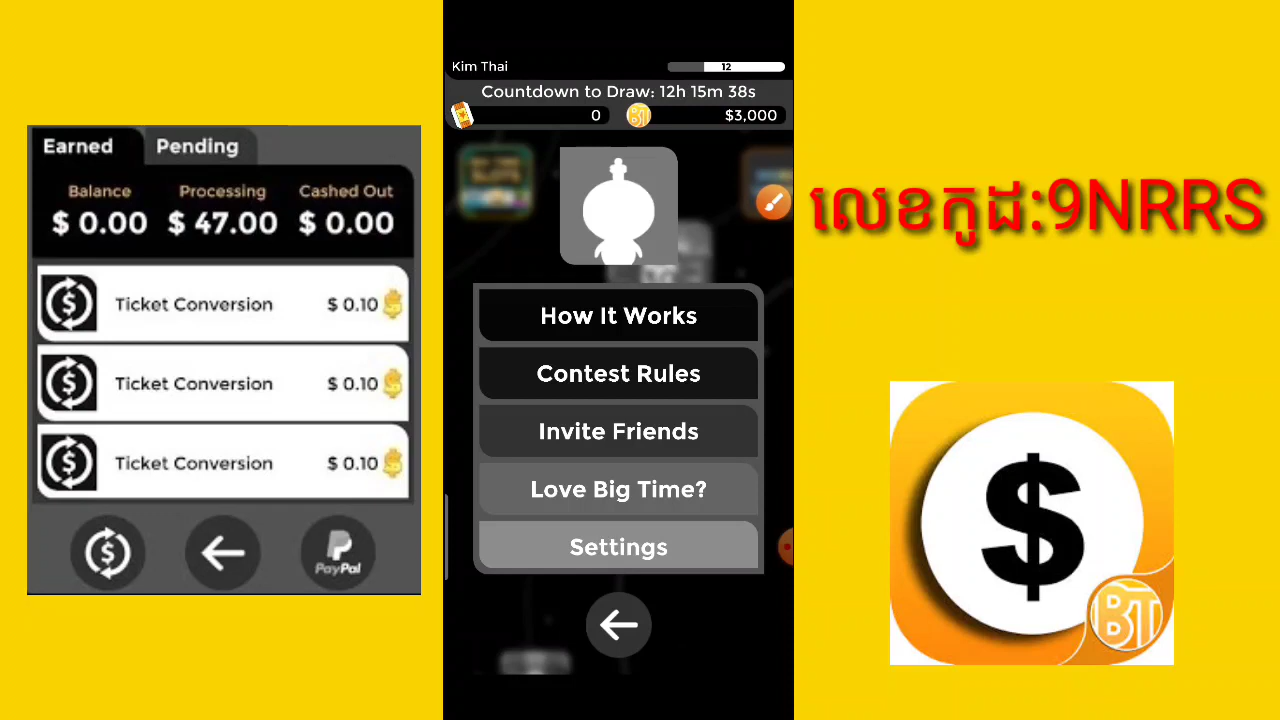 Earned
Pending
Balance
Processing
Cashed Out
$ 0.00
$ 47.00
$ 0.00
Ticket Conversion
$ 0.10
Ticket Conversion
$ 0.10
Ticket Conversion
$ 0.10
PayPal
Kim Thai
12
Countdown to Draw: 12h 15m 38s
0
BT
$3,000
How It Works
Contest Rules
Invite Friends
Love Big Time?
Settings
លេខកូដ:9NRRS
$
BT